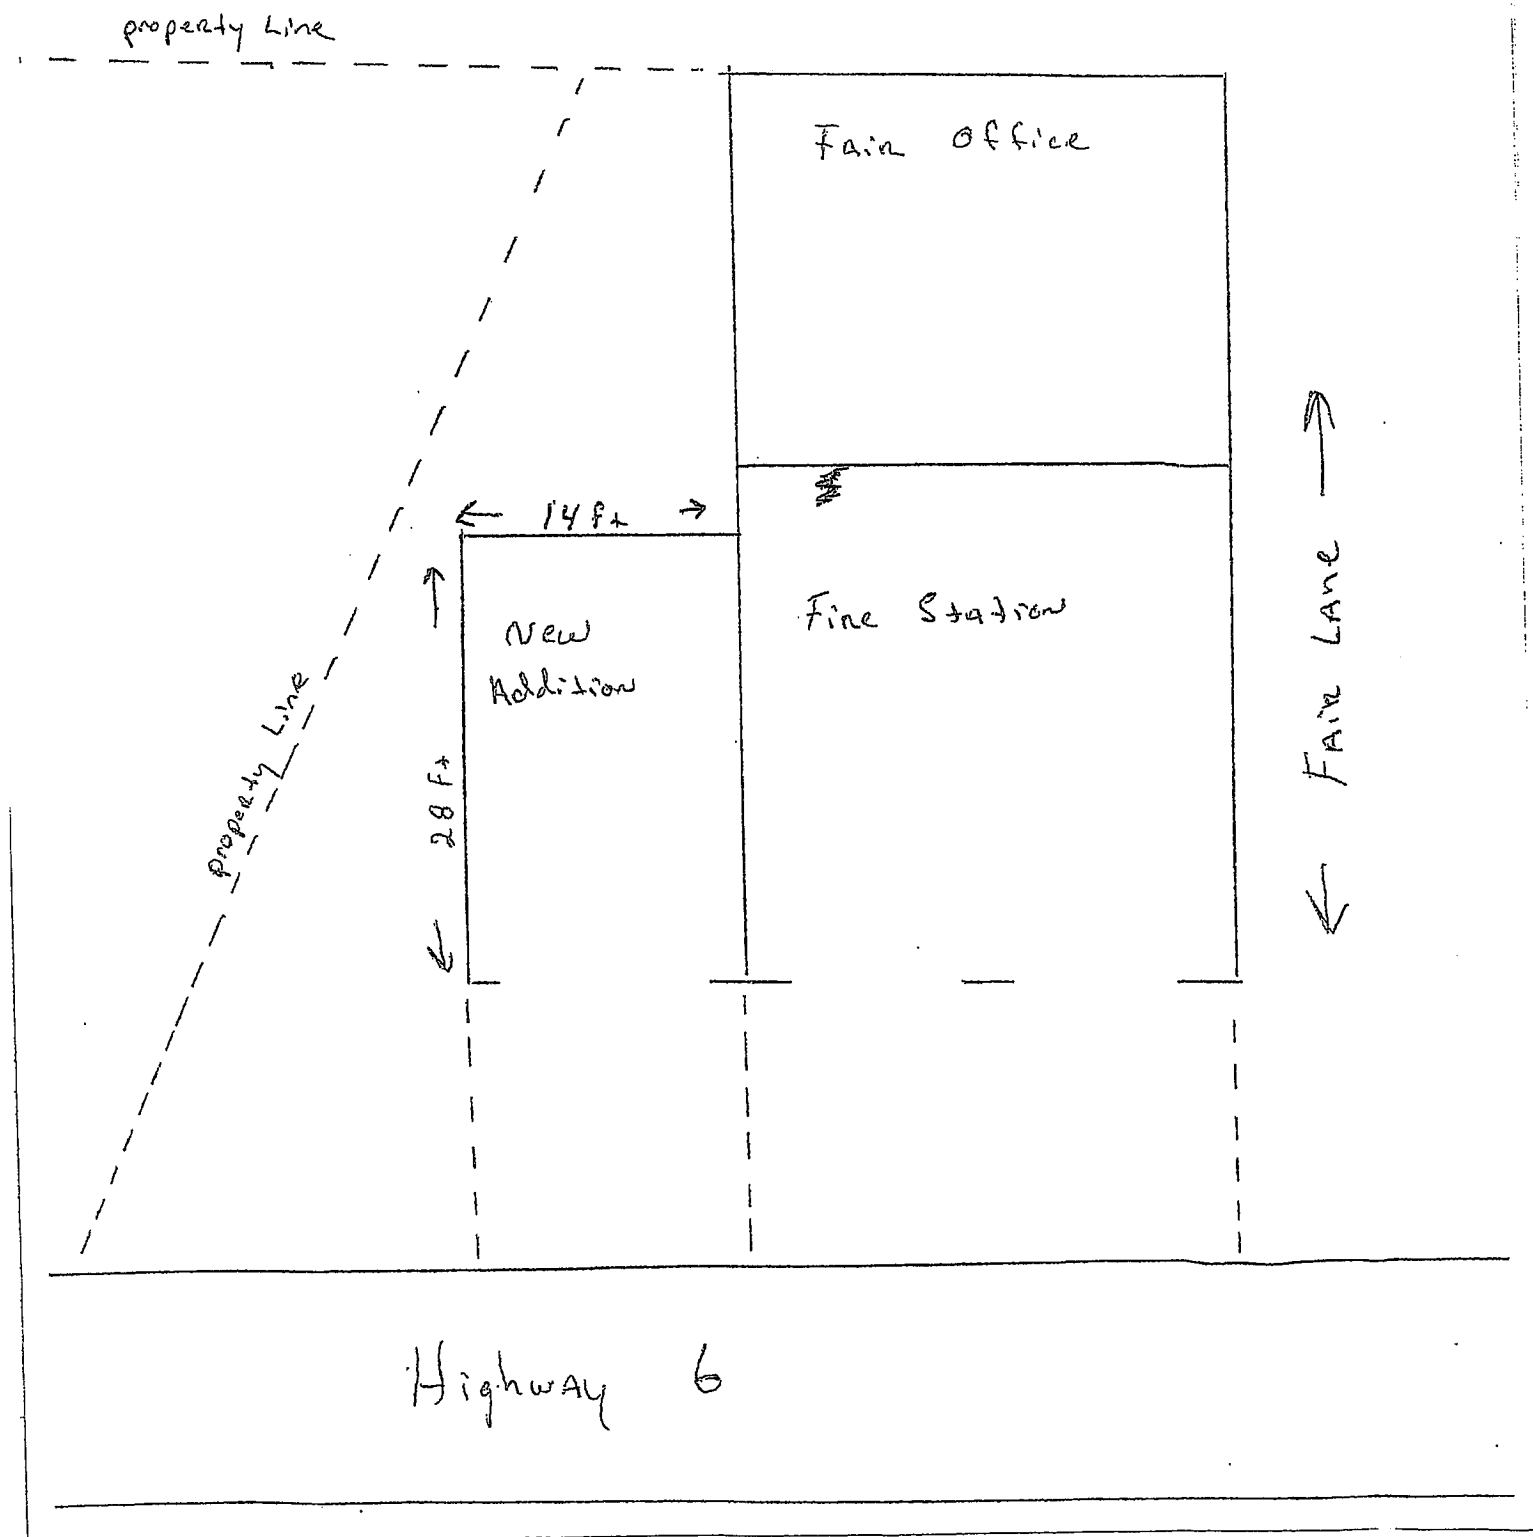 property Line
Fair Office
14 ft
New
Addition
Fire Station
28 Ft
property Line
Fair Lane
Highway 6